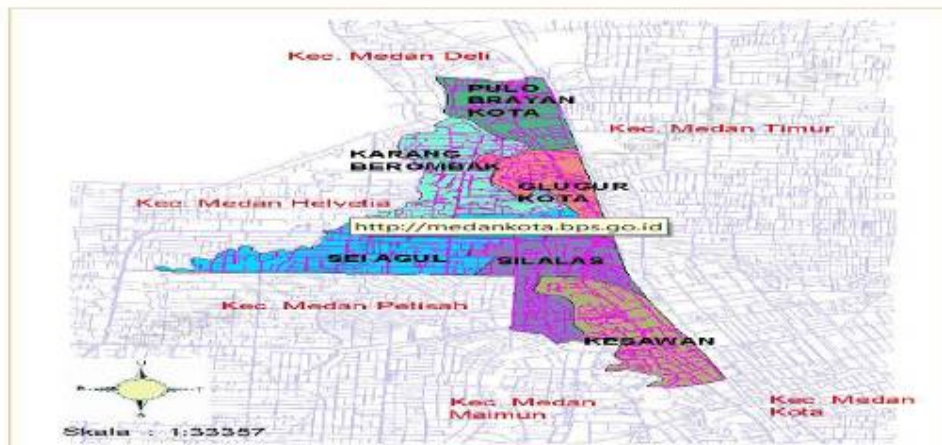 Kec. Medan Deli
PULO
BRAYAN
KOTA
Kec. Medan Timur
KARANG
BEROMBAK
GLUGUR
KOTA
Kec. Medan Helvetia
http://medankota.bps.go.id
SEI AGUL
SILALAS
Kec. Medan Petisah
KESAWAN
Kec. Medan
Maimun
Kec. Medan
Kota
U
B
T
Skala : 1:33357